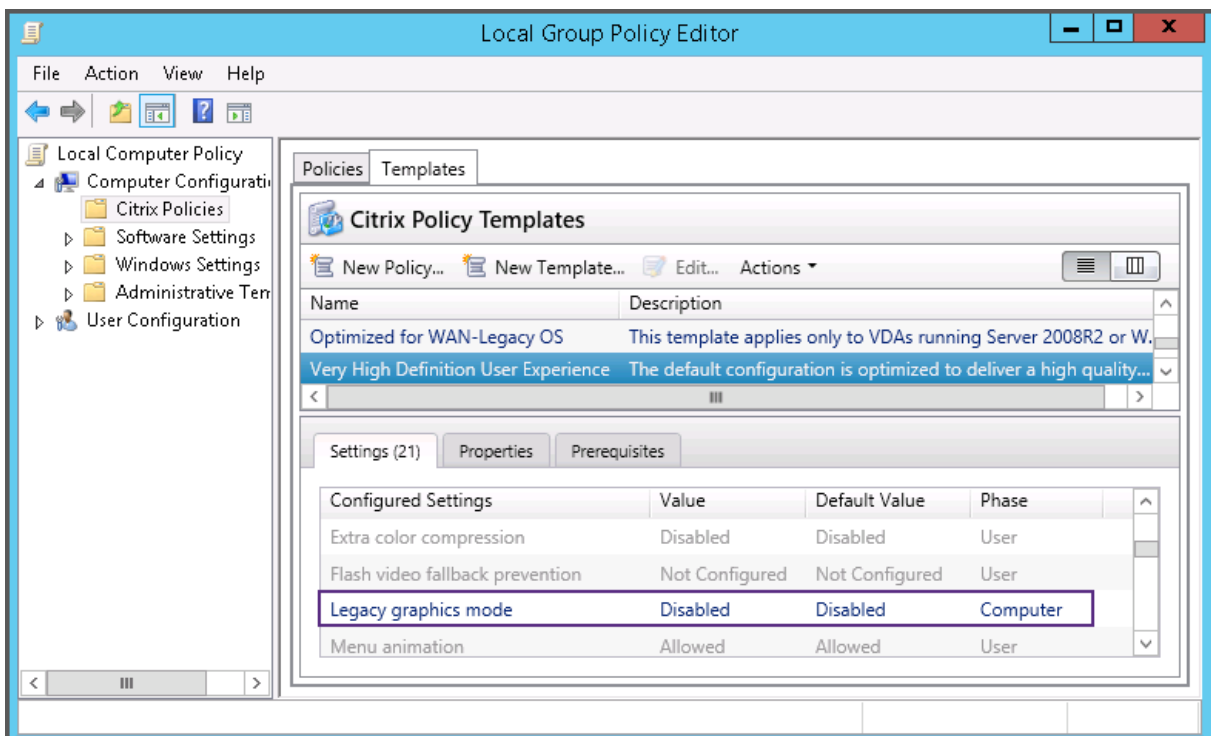 Local Group Policy Editor
File Action View Help
Local Computer Policy
Computer Configurati
Citrix Policies
Software Settings
Windows Settings
Administrative Tem
User Configuration
Policies Templates
Citrix Policy Templates
New Policy... New Template... Edit... Actions
Name Description
Optimized for WAN-Legacy OS This template applies only to VDAs running Server 2008R2 or W.
Very High Definition User Experience The default configuration is optimized to deliver a high quality...
Settings (21) Properties Prerequisites
Configured Settings Value Default Value Phase
Extra color compression Disabled Disabled User
Flash video fallback prevention Not Configured Not Configured User
Legacy graphics mode Disabled Disabled Computer
Menu animation Allowed Allowed User